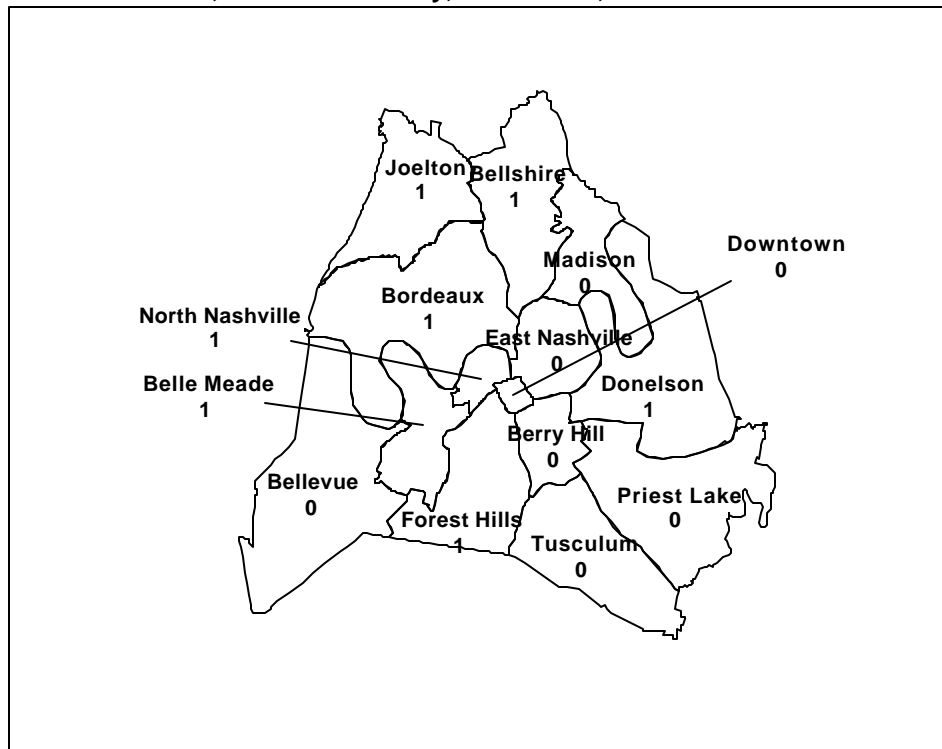 Joelton
1
Bellshire
1
Downtown
0
Madison
0
Bordeaux
1
North Nashville
1
East Nashville
0
Belle Meade
1
Donelson
1
Berry Hill
0
Bellevue
0
Priest Lake
0
Forest Hills
1
Tusculum
0